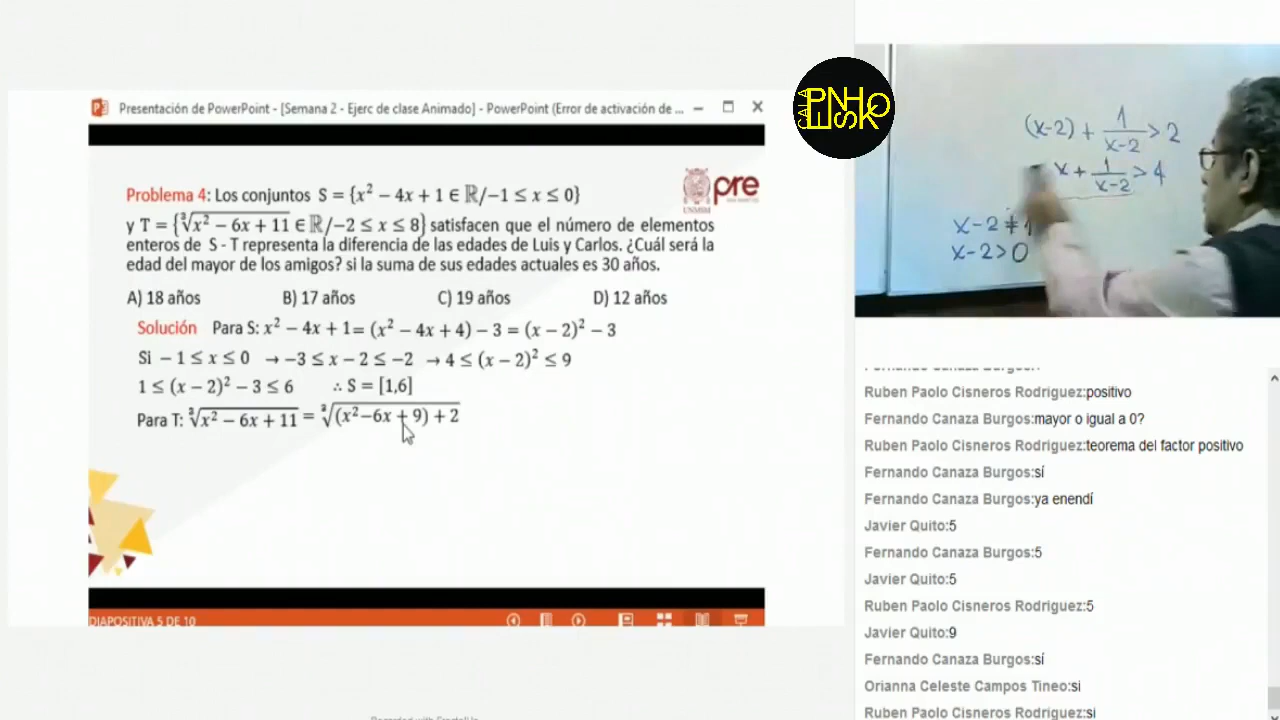 Presentación de PowerPoint - [Semana 2 - Ejerc de clase Animado] - PowerPoint (Error de activación de ...
CALA
PENHO
ESK
UNMSM
pre
SAN MARCOS
Problema 4: Los conjuntos S = {x² − 4x + 1 ∈ ℝ/−1 ≤ x ≤ 0}
y T = {∛(x² − 6x + 11) ∈ ℝ/−2 ≤ x ≤ 8} satisfacen que el número de elementos
enteros de S - T representa la diferencia de las edades de Luis y Carlos. ¿Cuál será la
edad del mayor de los amigos? si la suma de sus edades actuales es 30 años.
A) 18 años B) 17 años C) 19 años D) 12 años
Solución Para S: x² − 4x + 1= (x² − 4x + 4) − 3 = (x − 2)² − 3
Si −1 ≤ x ≤ 0 → −3 ≤ x − 2 ≤ −2 → 4 ≤ (x − 2)² ≤ 9
1 ≤ (x − 2)² − 3 ≤ 6 ∴ S = [1,6]
Para T: ∛(x² − 6x + 11) = ∛((x²−6x + 9) + 2)
DIAPOSITIVA 5 DE 10
(x-2) + 1/(x-2) > 2
x + 1/(x-2) > 4
x-2 ≠ 1
x-2 > 0
Ruben Paolo Cisneros Rodriguez:positivo
Fernando Canaza Burgos:mayor o igual a 0?
Ruben Paolo Cisneros Rodriguez:teorema del factor positivo
Fernando Canaza Burgos:sí
Fernando Canaza Burgos:ya enendí
Javier Quito:5
Fernando Canaza Burgos:5
Javier Quito:5
Ruben Paolo Cisneros Rodriguez:5
Javier Quito:9
Fernando Canaza Burgos:sí
Orianna Celeste Campos Tineo:si
Ruben Paolo Cisneros Rodriguez:si